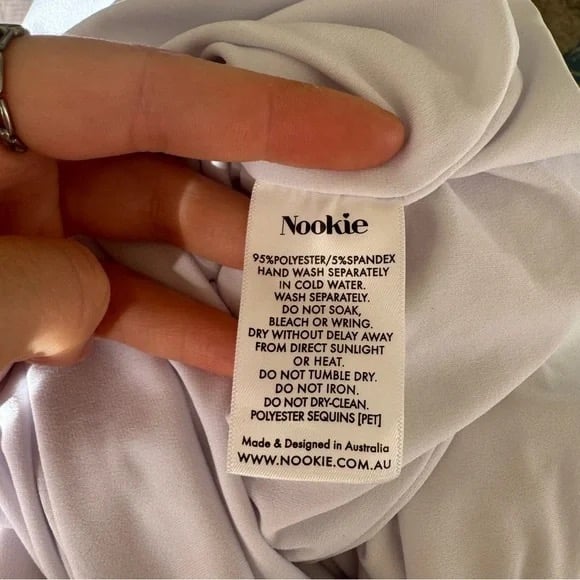 Nookie
95%POLYESTER/5%SPANDEX
HAND WASH SEPARATELY
IN COLD WATER.
WASH SEPARATELY.
DO NOT SOAK,
BLEACH OR WRING.
DRY WITHOUT DELAY AWAY
FROM DIRECT SUNLIGHT
OR HEAT.
DO NOT TUMBLE DRY.
DO NOT IRON.
DO NOT DRY-CLEAN.
POLYESTER SEQUINS [PET]
Made & Designed in Australia
WWW.NOOKIE.COM.AU